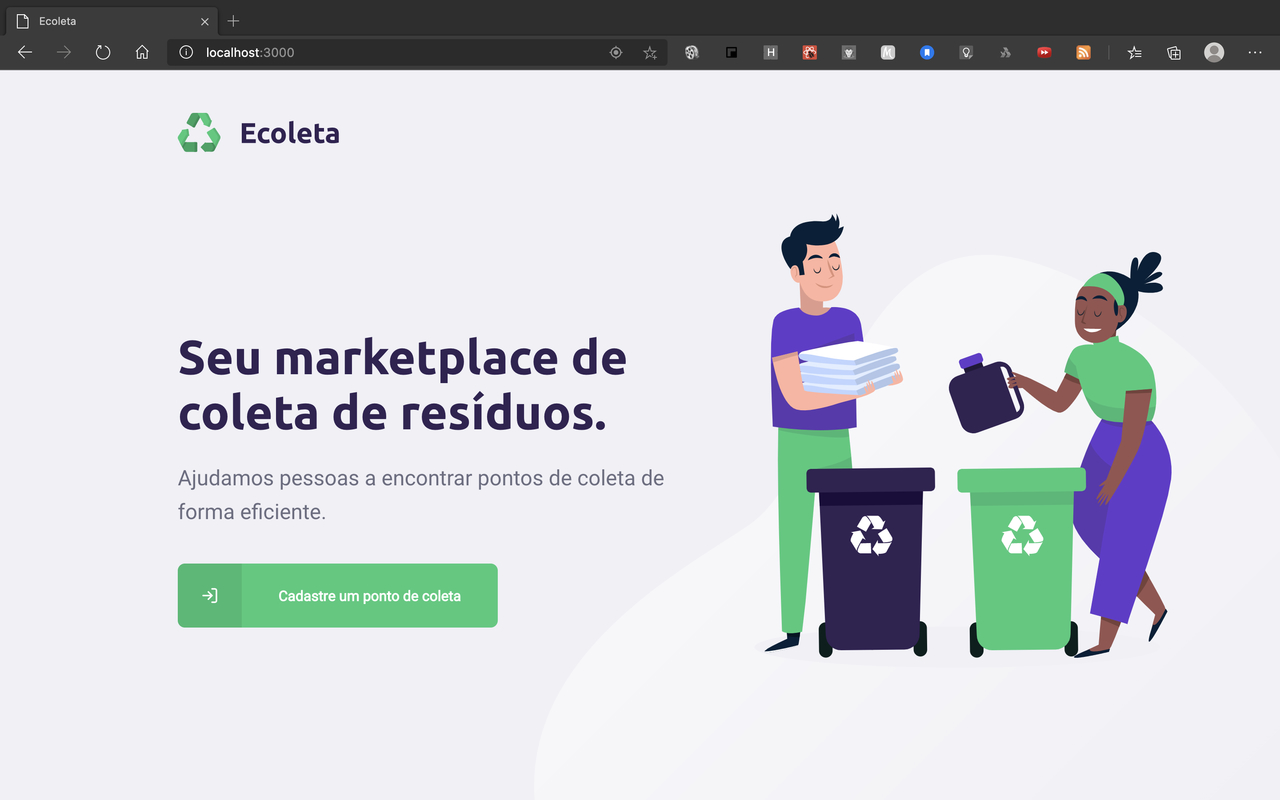 Ecoleta
localhost:3000
H
M
Ecoleta
Seu marketplace de
coleta de resíduos.
Ajudamos pessoas a encontrar pontos de coleta de
forma eficiente.
Cadastre um ponto de coleta